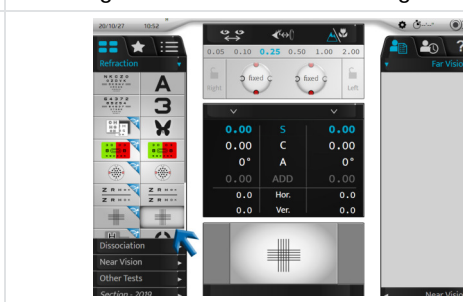 20/10/27 10:52
0.05 0.10 0.25 0.50 1.00 2.00
Refraction
Far Visio
fixed fixed
Right Left
A
3
0.00 S 0.00
0.00 C 0.00
0° A 0°
0.00 ADD 0.00
0.0 Hor. 0.0
0.0 Ver. 0.0
Dissociation
Near Vision
Other Tests
Section - 2019
Near Vision